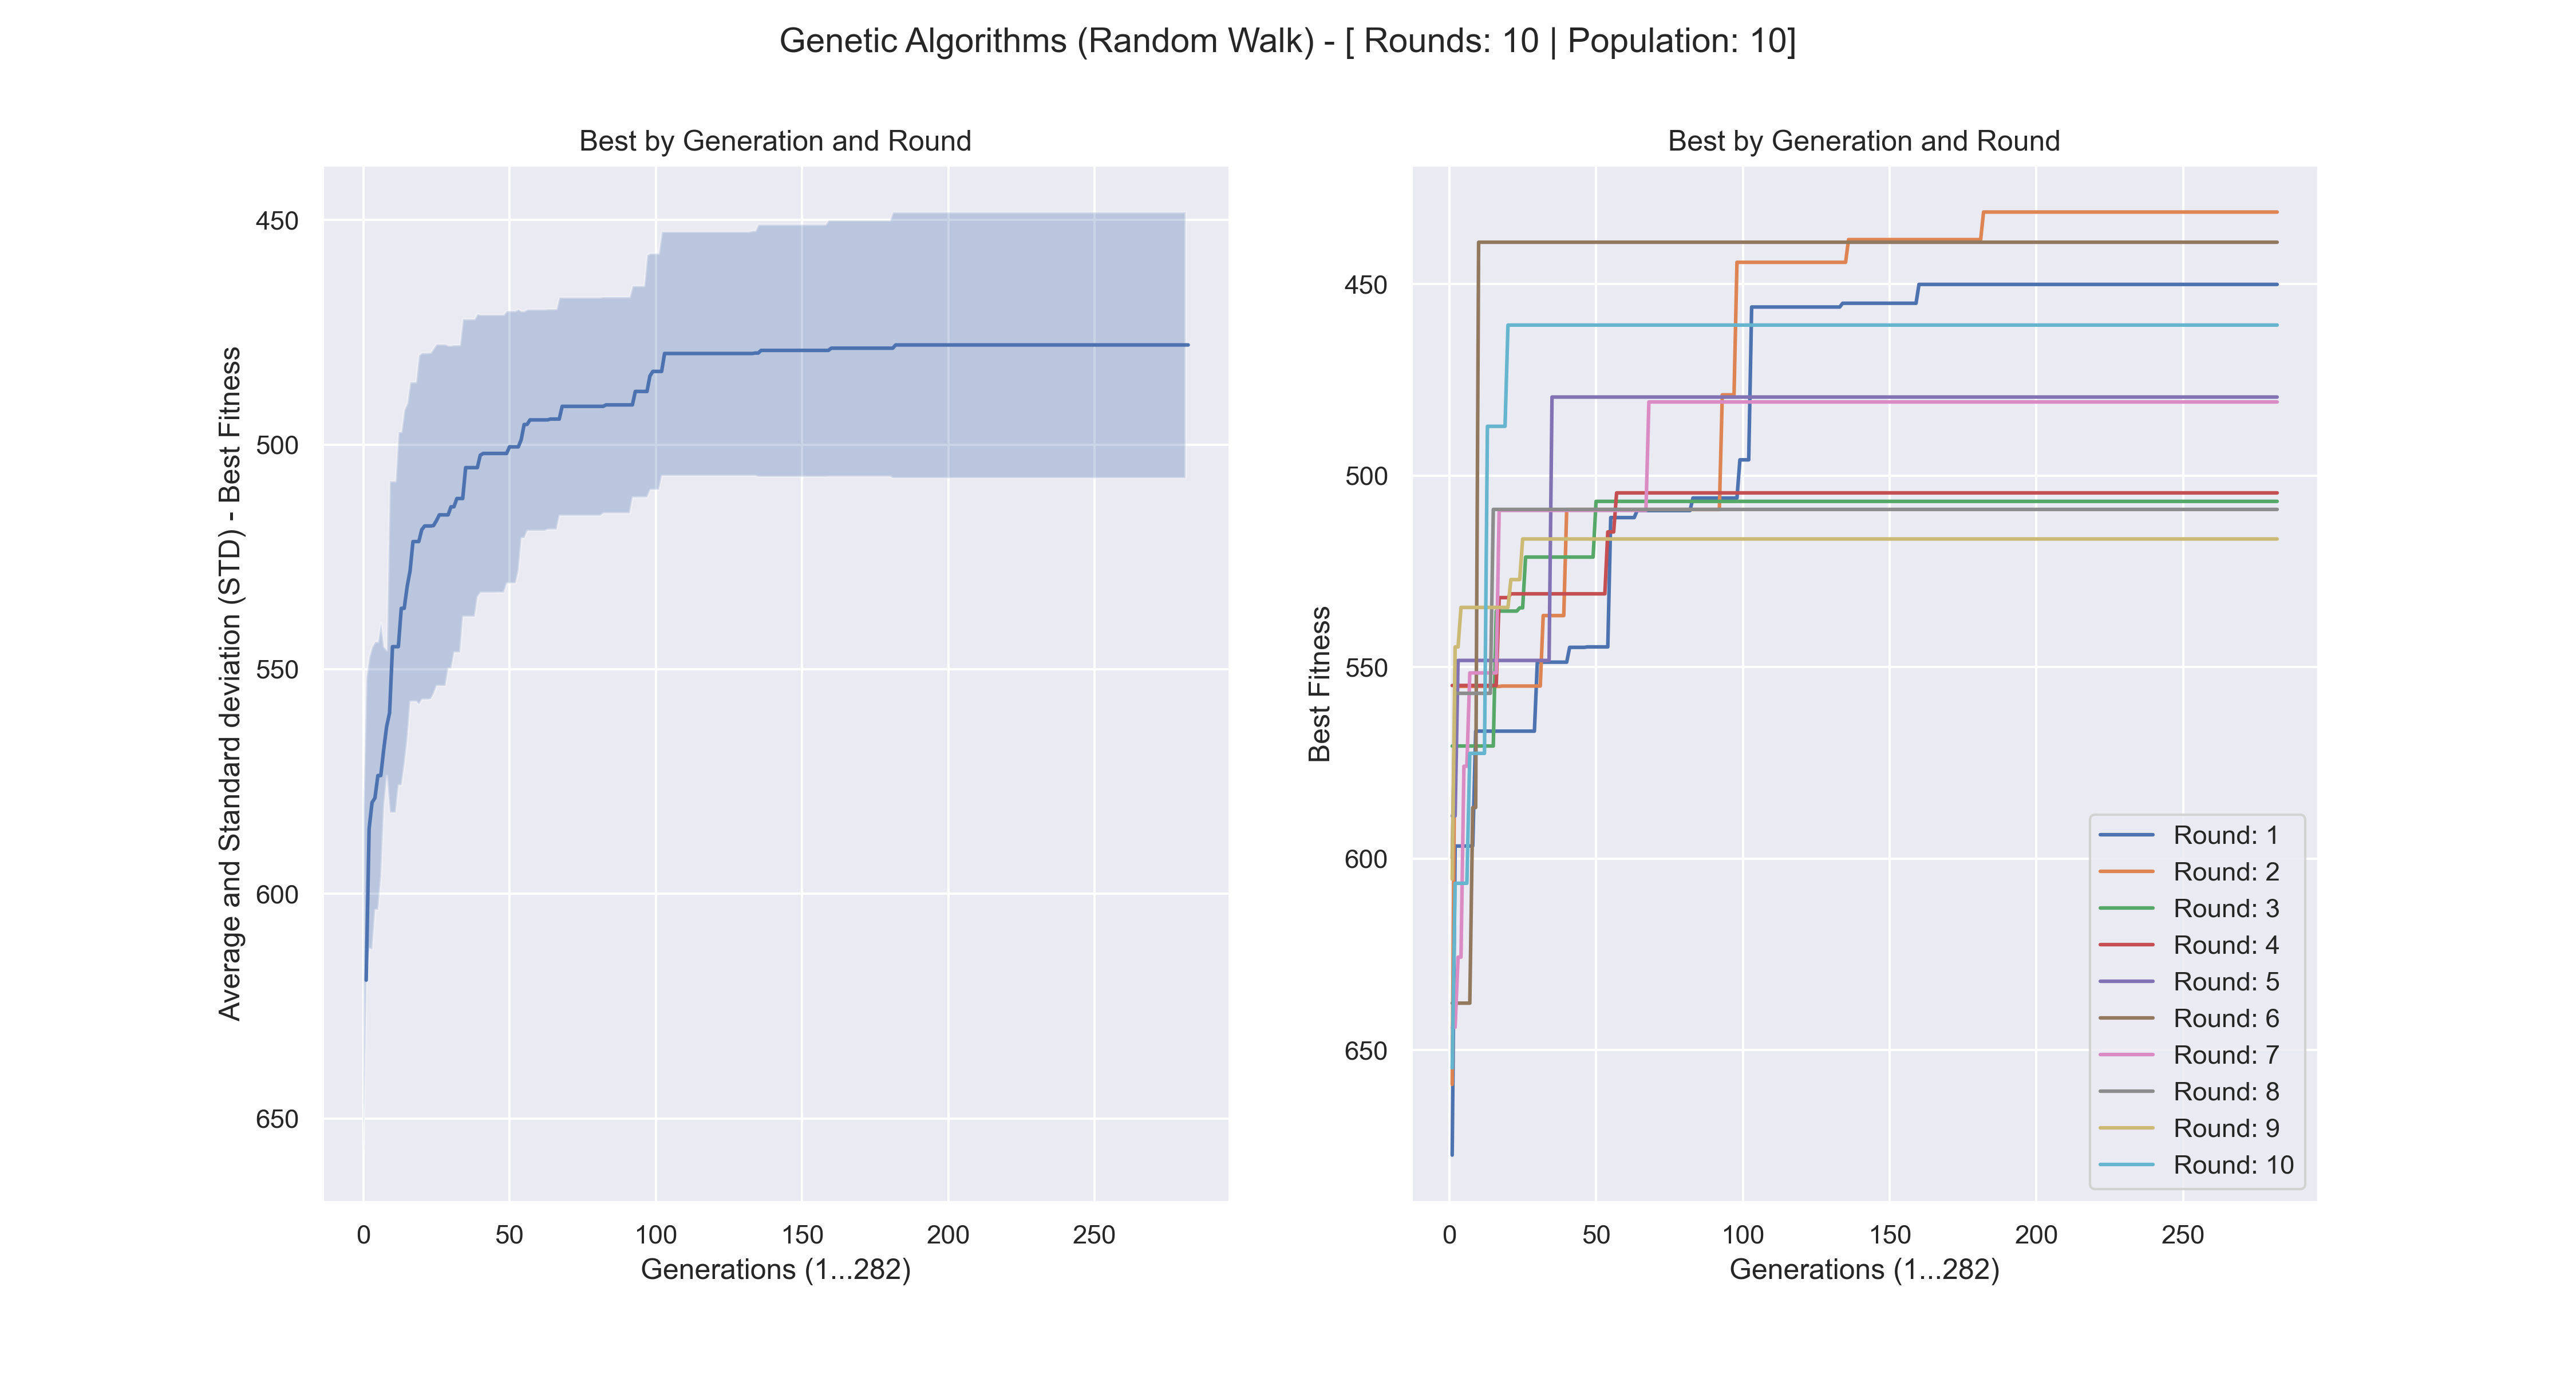 Genetic Algorithms (Random Walk) - [ Rounds: 10 | Population: 10]
Best by Generation and Round
Average and Standard deviation (STD) - Best Fitness
450
500
550
600
650
0 50 100 150 200 250
Generations (1...282)
Best by Generation and Round
Best Fitness
450
500
550
600
650
Round: 1
Round: 2
Round: 3
Round: 4
Round: 5
Round: 6
Round: 7
Round: 8
Round: 9
Round: 10
0 50 100 150 200 250
Generations (1...282)